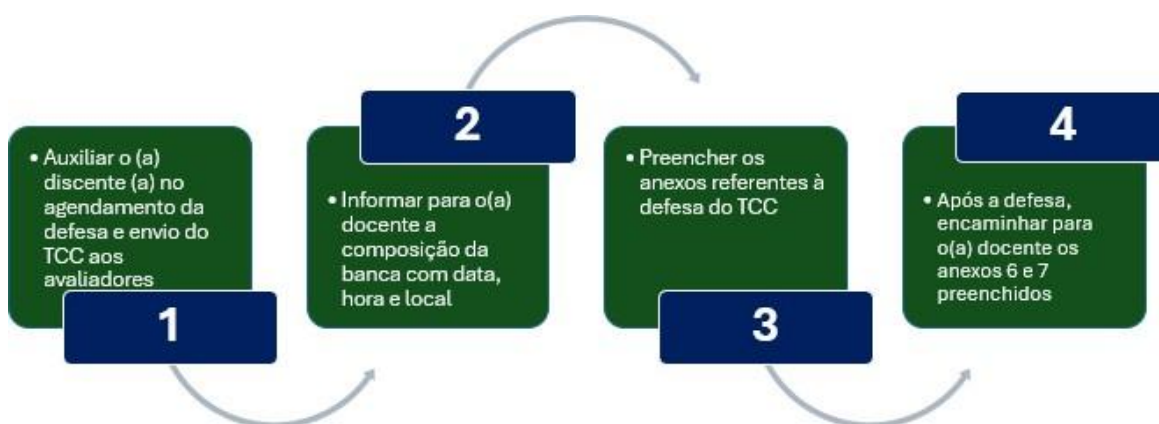 • Auxiliar o (a)
discente (a) no
agendamento da
defesa e envio do
TCC aos
avaliadores
1
2
• Informar para o(a)
docente a
composição da
banca com data,
hora e local
• Preencher os
anexos referentes à
defesa do TCC
3
4
• Após a defesa,
encaminhar para
o(a) docente os
anexos 6 e 7
preenchidos